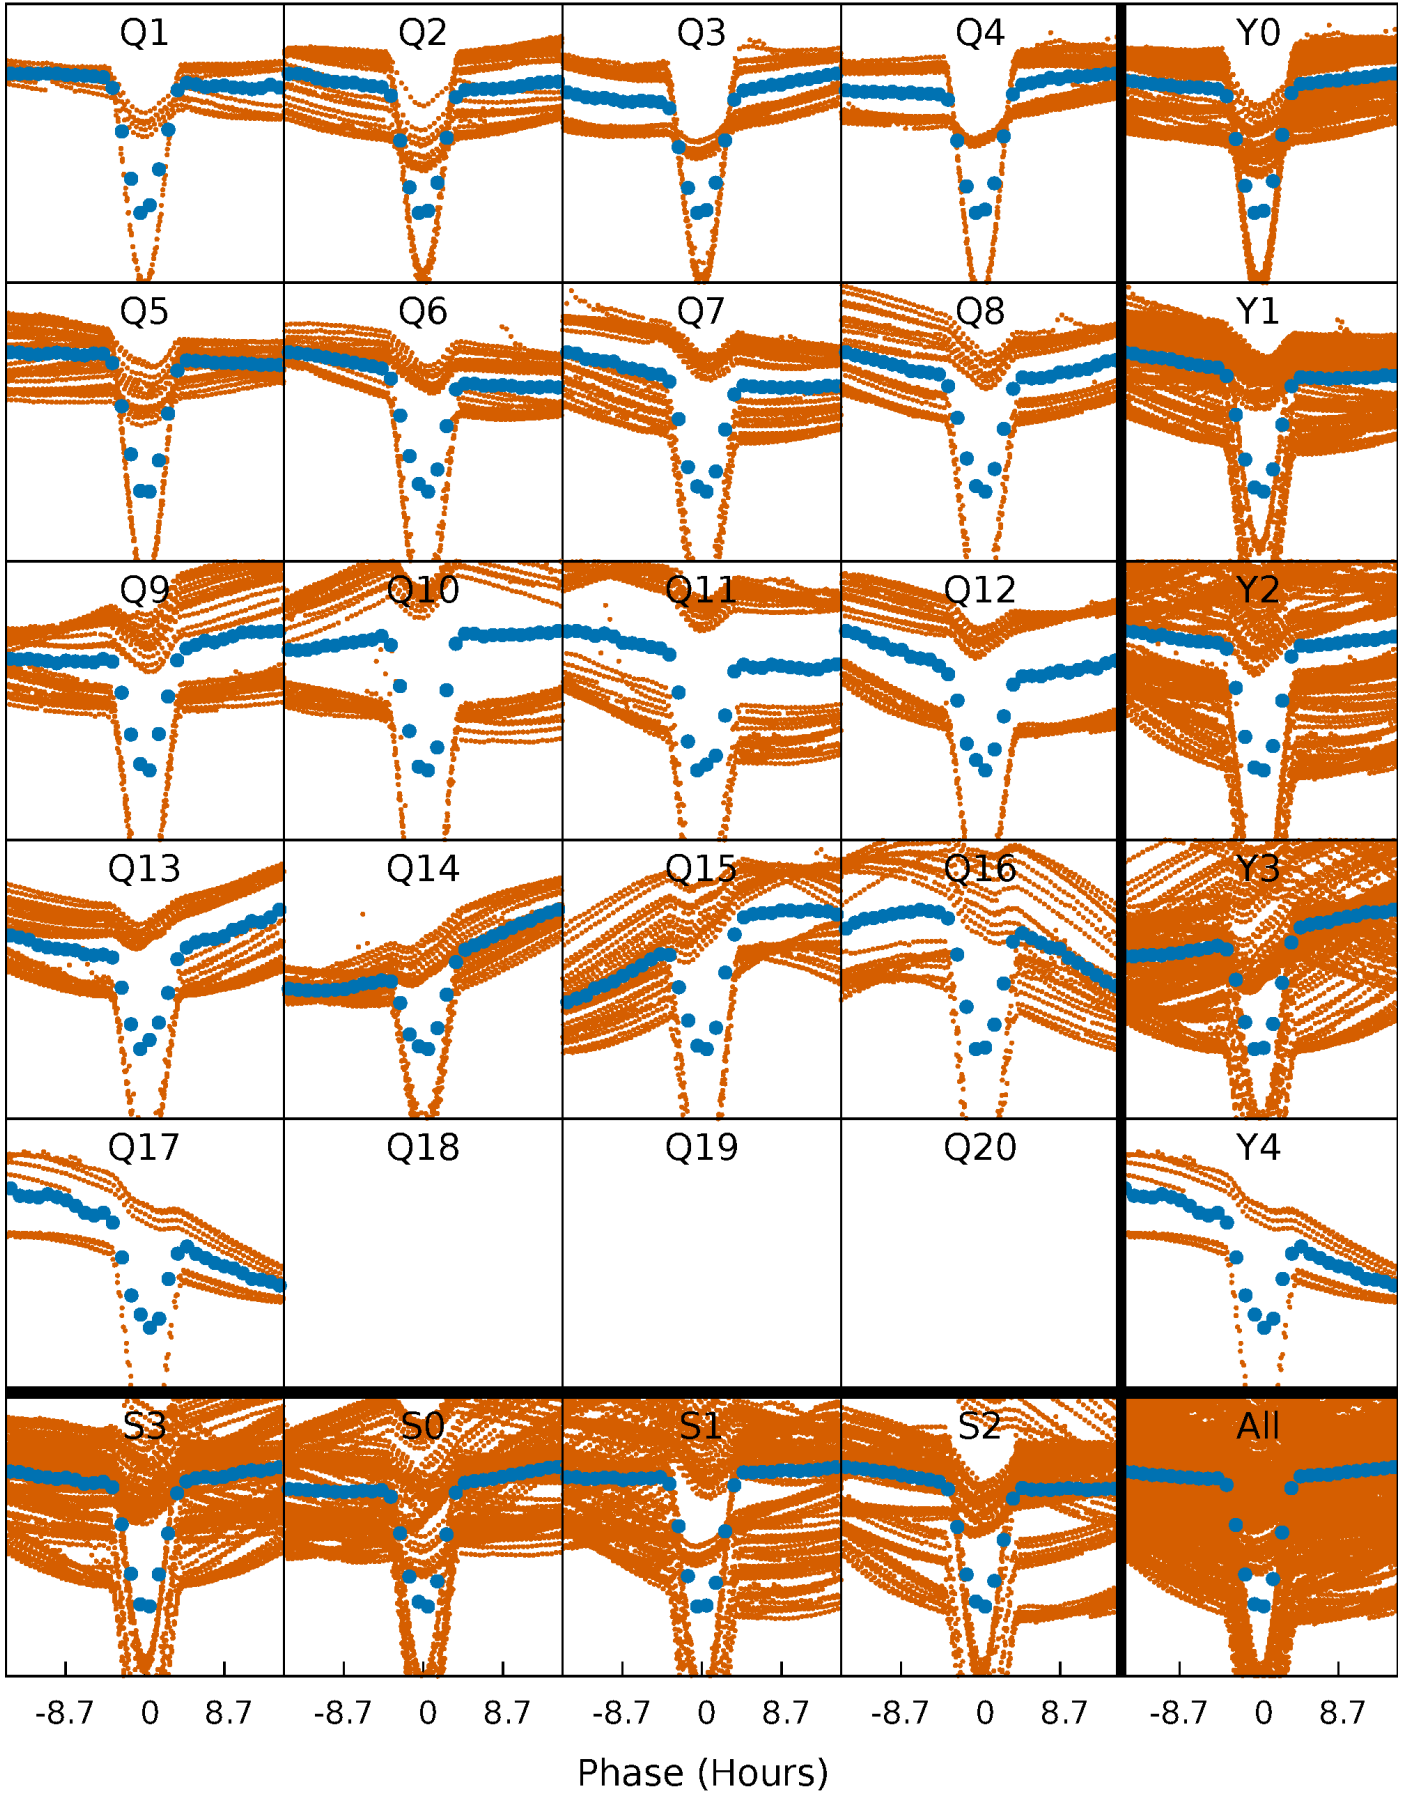 Q1 Q2 Q3 Q4 Y0
Q5 Q6 Q7 Q8 Y1
Q9 Q10 Q11 Q12 Y2
Q13 Q14 Q15 Q16 Y3
Q17 Q18 Q19 Q20 Y4
S3 S0 S1 S2 All
-8.7 0 8.7 -8.7 0 8.7 -8.7 0 8.7 -8.7 0 8.7 -8.7 0 8.7
Phase (Hours)